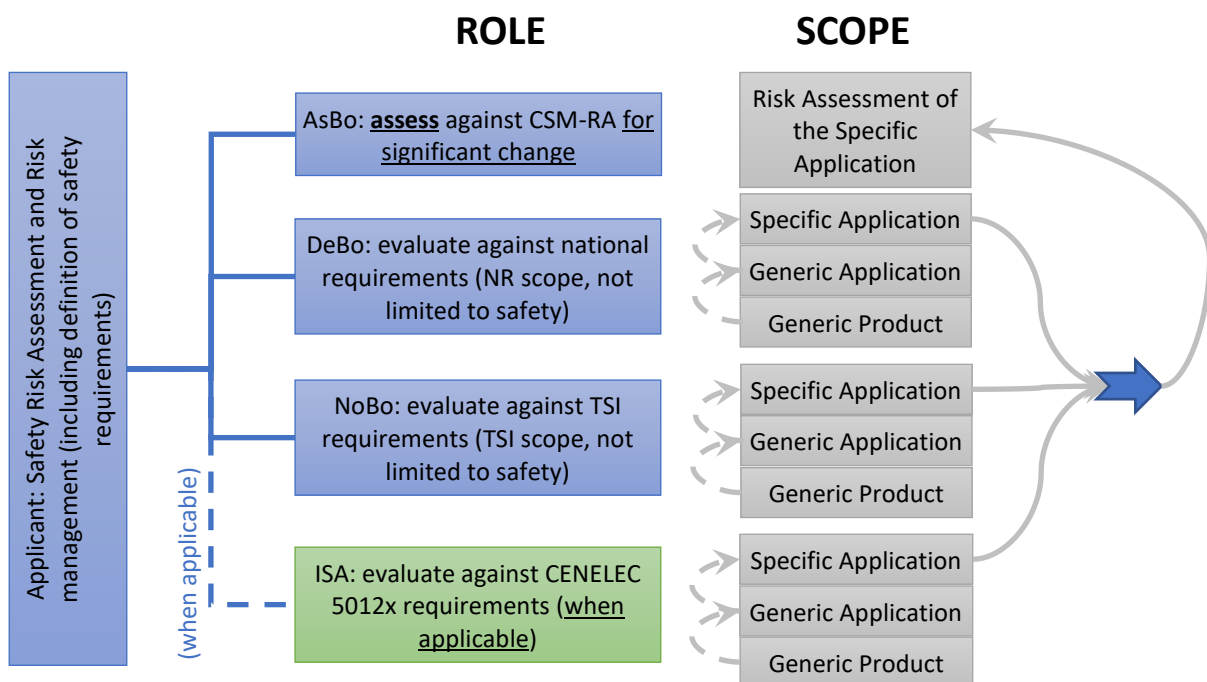 ROLE
SCOPE
Applicant: Safety Risk Assessment and Risk
management (including definition of safety
requirements)
(when applicable)
AsBo: assess against CSM-RA for
significant change
Risk Assessment of
the Specific
Application
DeBo: evaluate against national
requirements (NR scope, not
limited to safety)
Specific Application
Generic Application
Generic Product
NoBo: evaluate against TSI
requirements (TSI scope, not
limited to safety)
Specific Application
Generic Application
Generic Product
ISA: evaluate against CENELEC
5012x requirements (when
applicable)
Specific Application
Generic Application
Generic Product